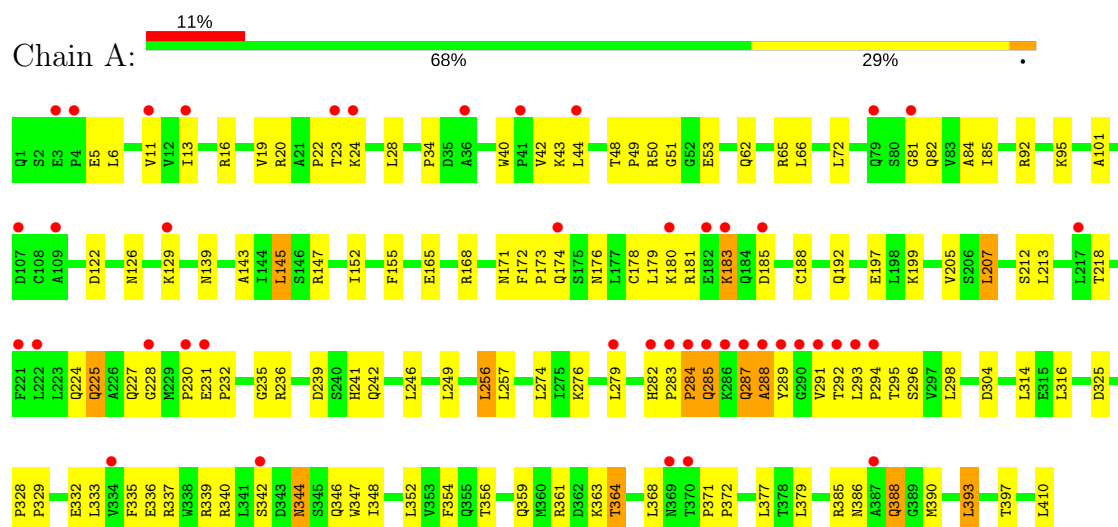 11%
Chain A:
68% 29% •
Q1 S2 E3 P4 E5 L6 V11 V12 I13 R16 V19 R20 A21 P22 T23 K24 L28 P34 D35 A36 W40 P41 V42 K43 L44 T48 P49 R50 G51 G52 E53 Q62 R65 L66 L72 Q79 S80 G81 Q82 V83 A84 I85 R92 K95 A101
D107 C108 A109 D122 N126 K129 N139 A143 I144 L145 S146 R147 I152 F155 E165 R168 N171 F172 P173 Q174 S175 N176 L177 C178 L179 K180 R181 E182 K183 Q184 D185 C188 Q192 E197 L198 K199 V205 S206 L207 S212 L213 L217 T218
F221 L222 L223 Q224 Q225 A226 Q227 G228 M229 P230 E231 P232 G235 R236 D239 S240 H241 Q242 L246 L249 L256 L257 L274 I275 K276 L279 H282 P283 P284 Q285 K286 Q287 A288 Y289 G290 V291 T292 L293 P294 T295 S296 V297 L298 D304 L314 E315 L316 D325
P328 P329 E332 L333 V334 F335 E336 R337 W338 R339 R340 L341 S342 D343 N344 S345 Q346 W347 I348 L352 V353 F354 Q355 T356 Q359 M360 R361 D362 K363 T364 L368 N369 T370 P371 P372 L377 T378 L379 R385 N386 A387 Q388 G389 M390 L393 T397 L410